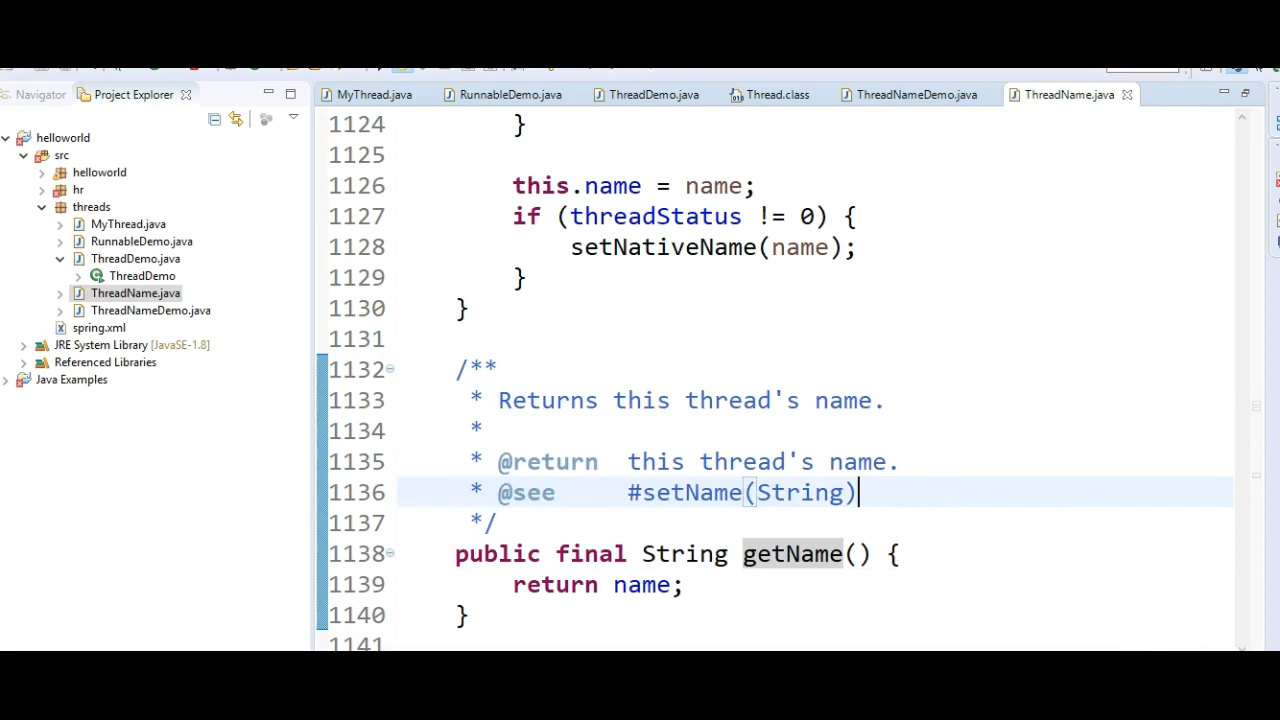 Navigator
Project Explorer
helloworld
src
helloworld
hr
threads
MyThread.java
RunnableDemo.java
ThreadDemo.java
ThreadDemo
ThreadName.java
ThreadNameDemo.java
spring.xml
JRE System Library [JavaSE-1.8]
Referenced Libraries
Java Examples
MyThread.java RunnableDemo.java ThreadDemo.java Thread.class ThreadNameDemo.java ThreadName.java
1124 }
1125
1126 this.name = name;
1127 if (threadStatus != 0) {
1128 setNativeName(name);
1129 }
1130 }
1131
1132 /**
1133 * Returns this thread's name.
1134 *
1135 * @return this thread's name.
1136 * @see #setName(String)
1137 */
1138 public final String getName() {
1139 return name;
1140 }
1141